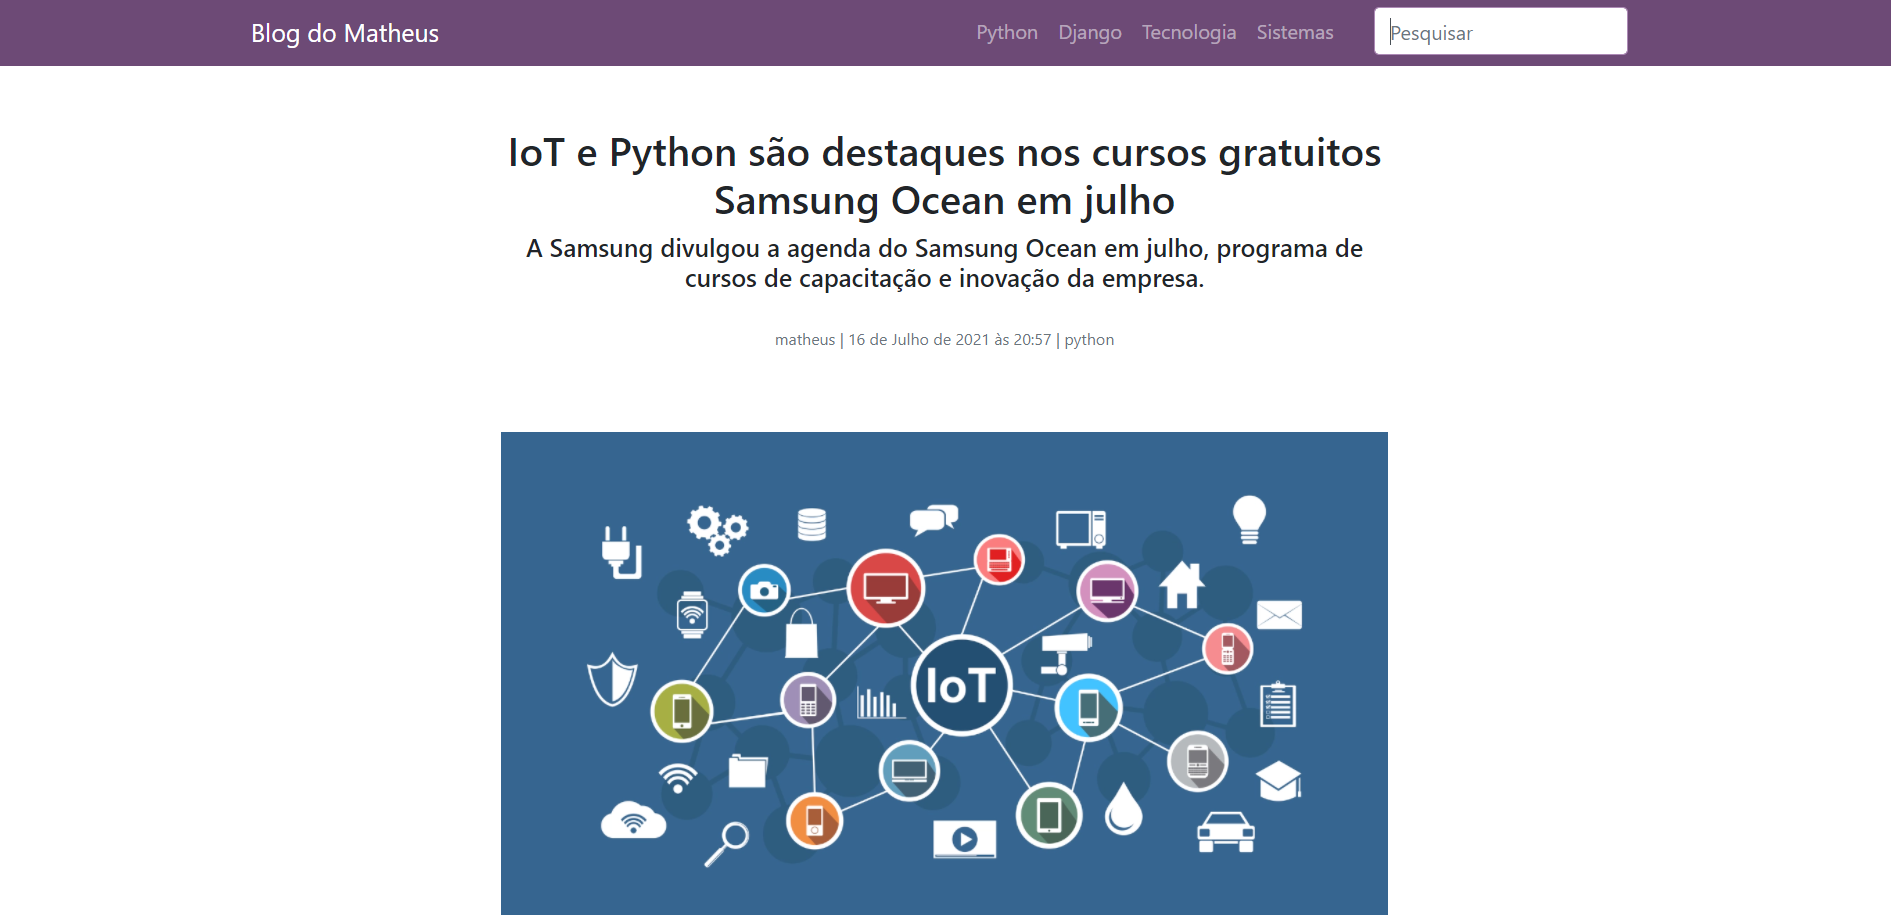 Blog do Matheus
Python Django Tecnologia Sistemas Pesquisar
IoT e Python são destaques nos cursos gratuitos
Samsung Ocean em julho
A Samsung divulgou a agenda do Samsung Ocean em julho, programa de
cursos de capacitação e inovação da empresa.
matheus | 16 de Julho de 2021 às 20:57 | python
IoT